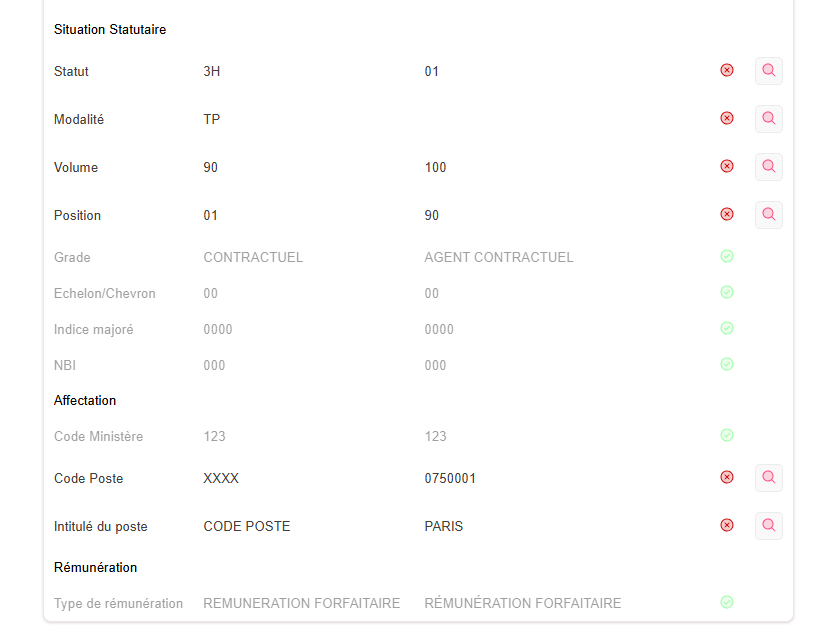 Situation Statutaire
Statut 3H 01
Modalité TP
Volume 90 100
Position 01 90
Grade CONTRACTUEL AGENT CONTRACTUEL
Echelon/Chevron 00 00
Indice majoré 0000 0000
NBI 000 000
Affectation
Code Ministère 123 123
Code Poste XXXX 0750001
Intitulé du poste CODE POSTE PARIS
Rémunération
Type de rémunération REMUNERATION FORFAITAIRE RÉMUNÉRATION FORFAITAIRE